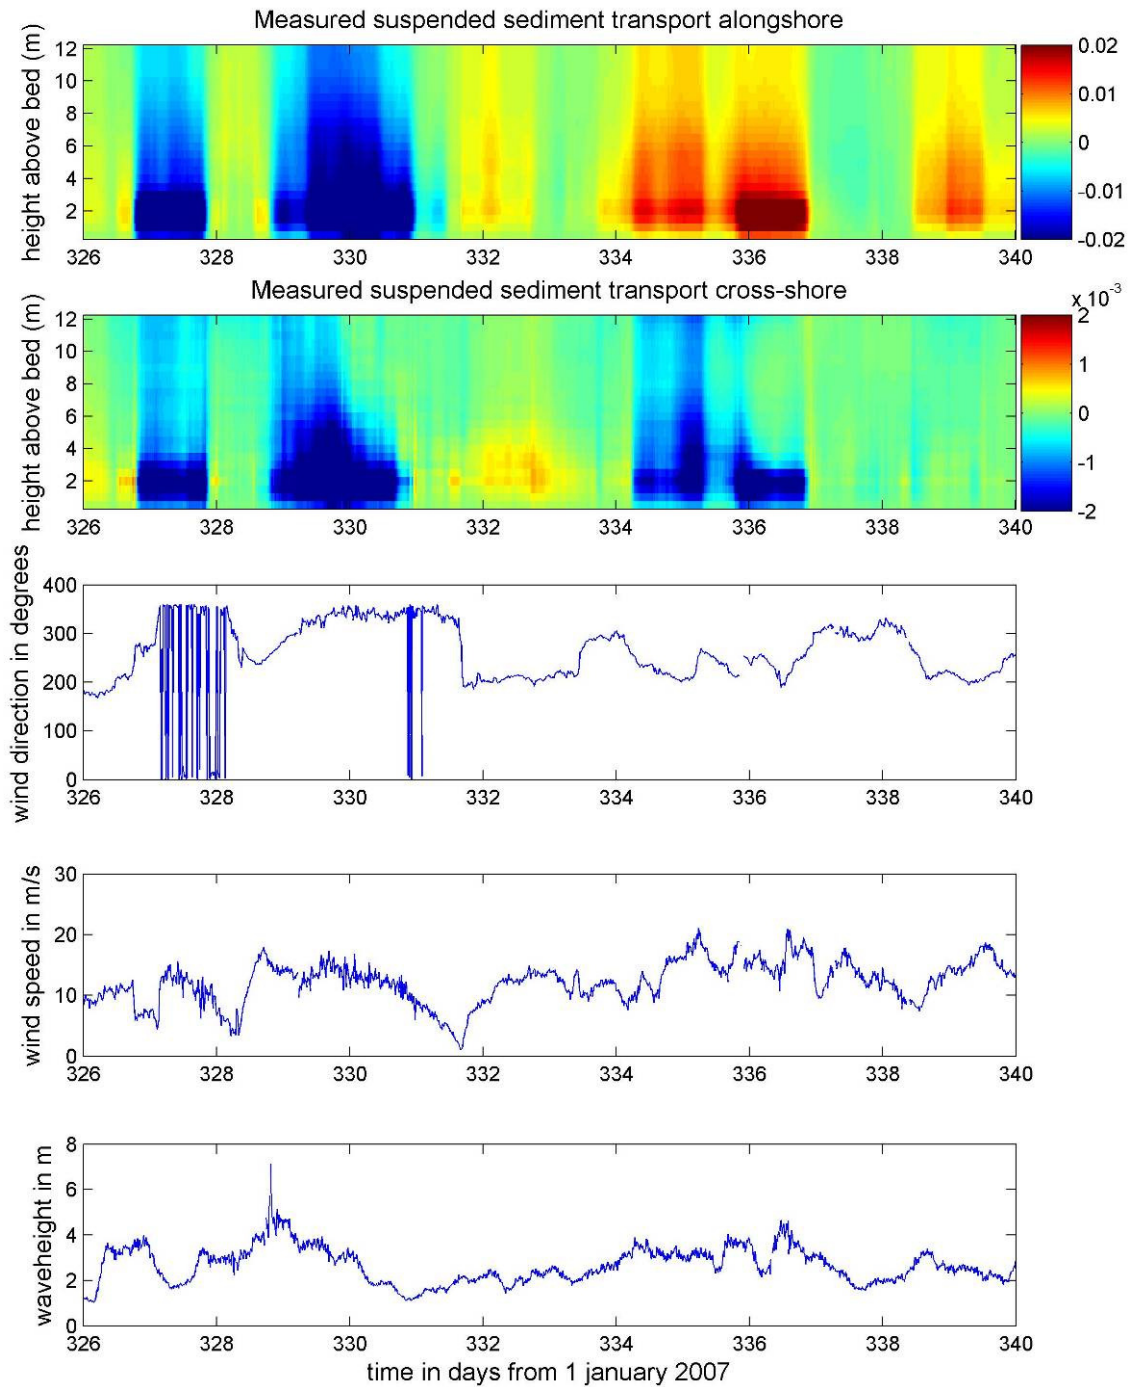 Measured suspended sediment transport alongshore
height above bed (m)
12
10
8
6
4
2
326 328 330 332 334 336 338 340
0.02
0.01
0
-0.01
-0.02
Measured suspended sediment transport cross-shore
height above bed (m)
12
10
8
6
4
2
326 328 330 332 334 336 338 340
x 10-3
2
1
0
-1
-2
wind direction in degrees
400
300
200
100
0
326 328 330 332 334 336 338 340
wind speed in m/s
30
20
10
0
326 328 330 332 334 336 338 340
waveheight in m
8
6
4
2
0
326 328 330 332 334 336 338 340
time in days from 1 january 2007